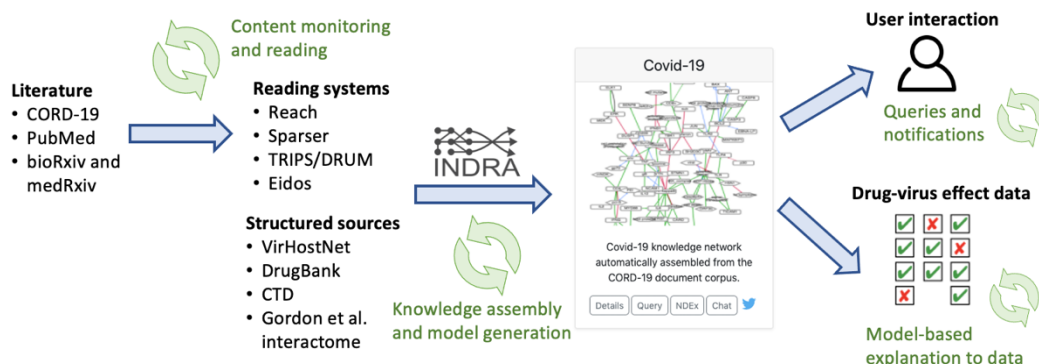 Content monitoring
and reading
Literature
• CORD-19
• PubMed
• bioRxiv and
medRxiv
Reading systems
• Reach
• Sparser
• TRIPS/DRUM
• Eidos
Structured sources
• VirHostNet
• DrugBank
• CTD
• Gordon et al.
interactome
INDRA
Knowledge assembly
and model generation
Covid-19
Covid-19 knowledge network
automatically assembled from the
CORD-19 document corpus.
Details Query NDEx Chat
User interaction
Queries and
notifications
Drug-virus effect data
Model-based
explanation to data